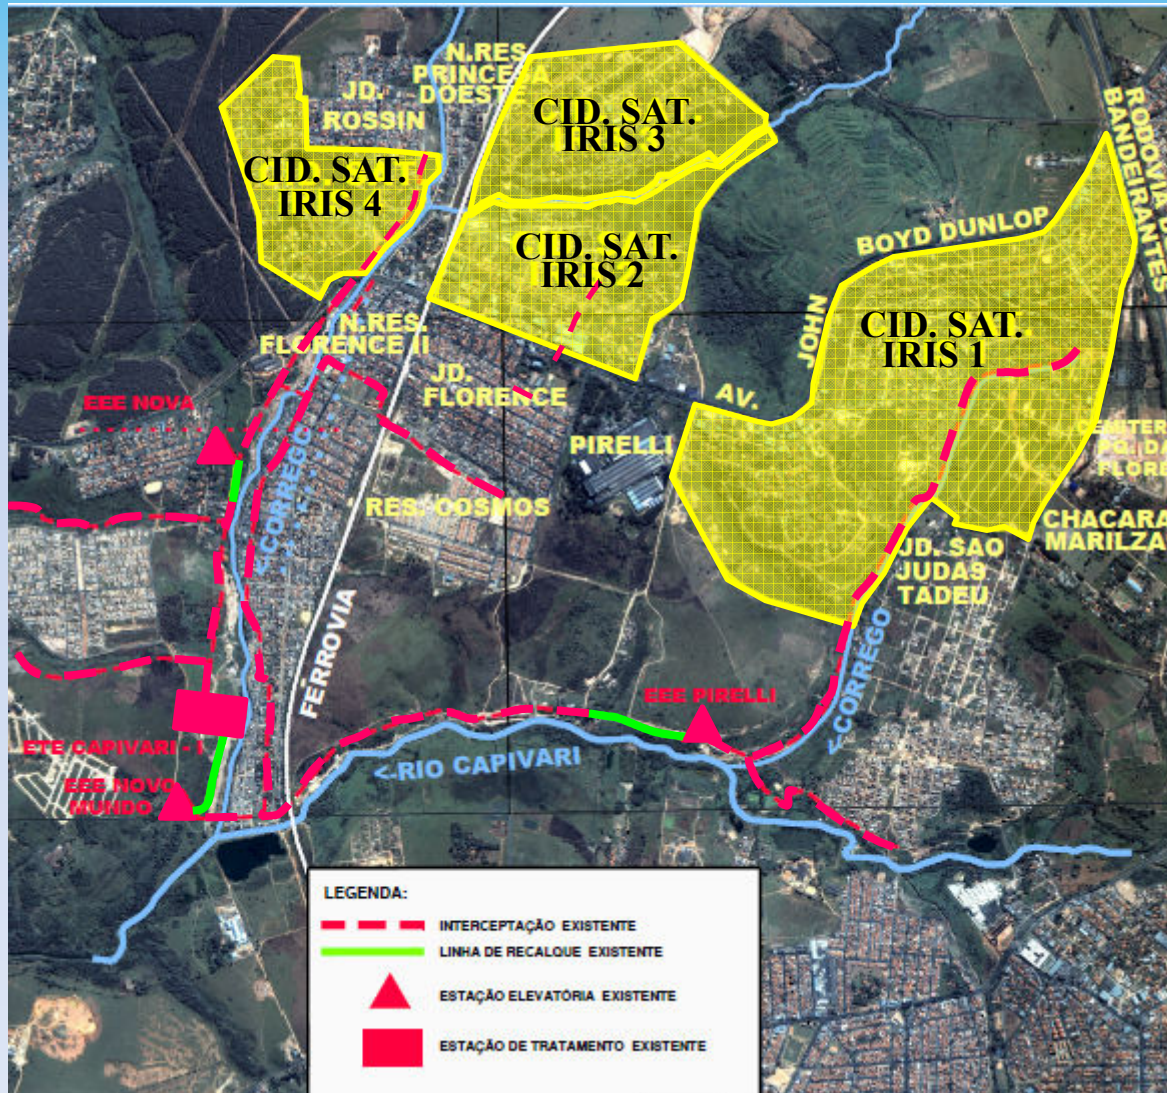 N.RES
PRINCESA
DOESTE
JD.
ROSSIN
CID. SAT.
IRIS 3
CID. SAT.
IRIS 4
RODOVIA
BANDEIRANTES
BOYD DUNLOP
CID. SAT.
IRIS 2
JOHN
CID. SAT.
IRIS 1
N.RES.
FLORENCE II
JD.
FLORENCE
AV.
EEE NOVA
PIRELLI
<-CORREGO
RES. COSMOS
FLORE
CHACARA
MARILZA
JD. SAO
JUDAS
TADEU
FERROVIA
<-CORREGO
EEE PIRELLI
ETE CAPIVARI - I
<-RIO CAPIVARI
EEE NOVO
MUNDO
LEGENDA:
INTERCEPTAÇÃO EXISTENTE
LINHA DE RECALQUE EXISTENTE
ESTAÇÃO ELEVATÓRIA EXISTENTE
ESTAÇÃO DE TRATAMENTO EXISTENTE